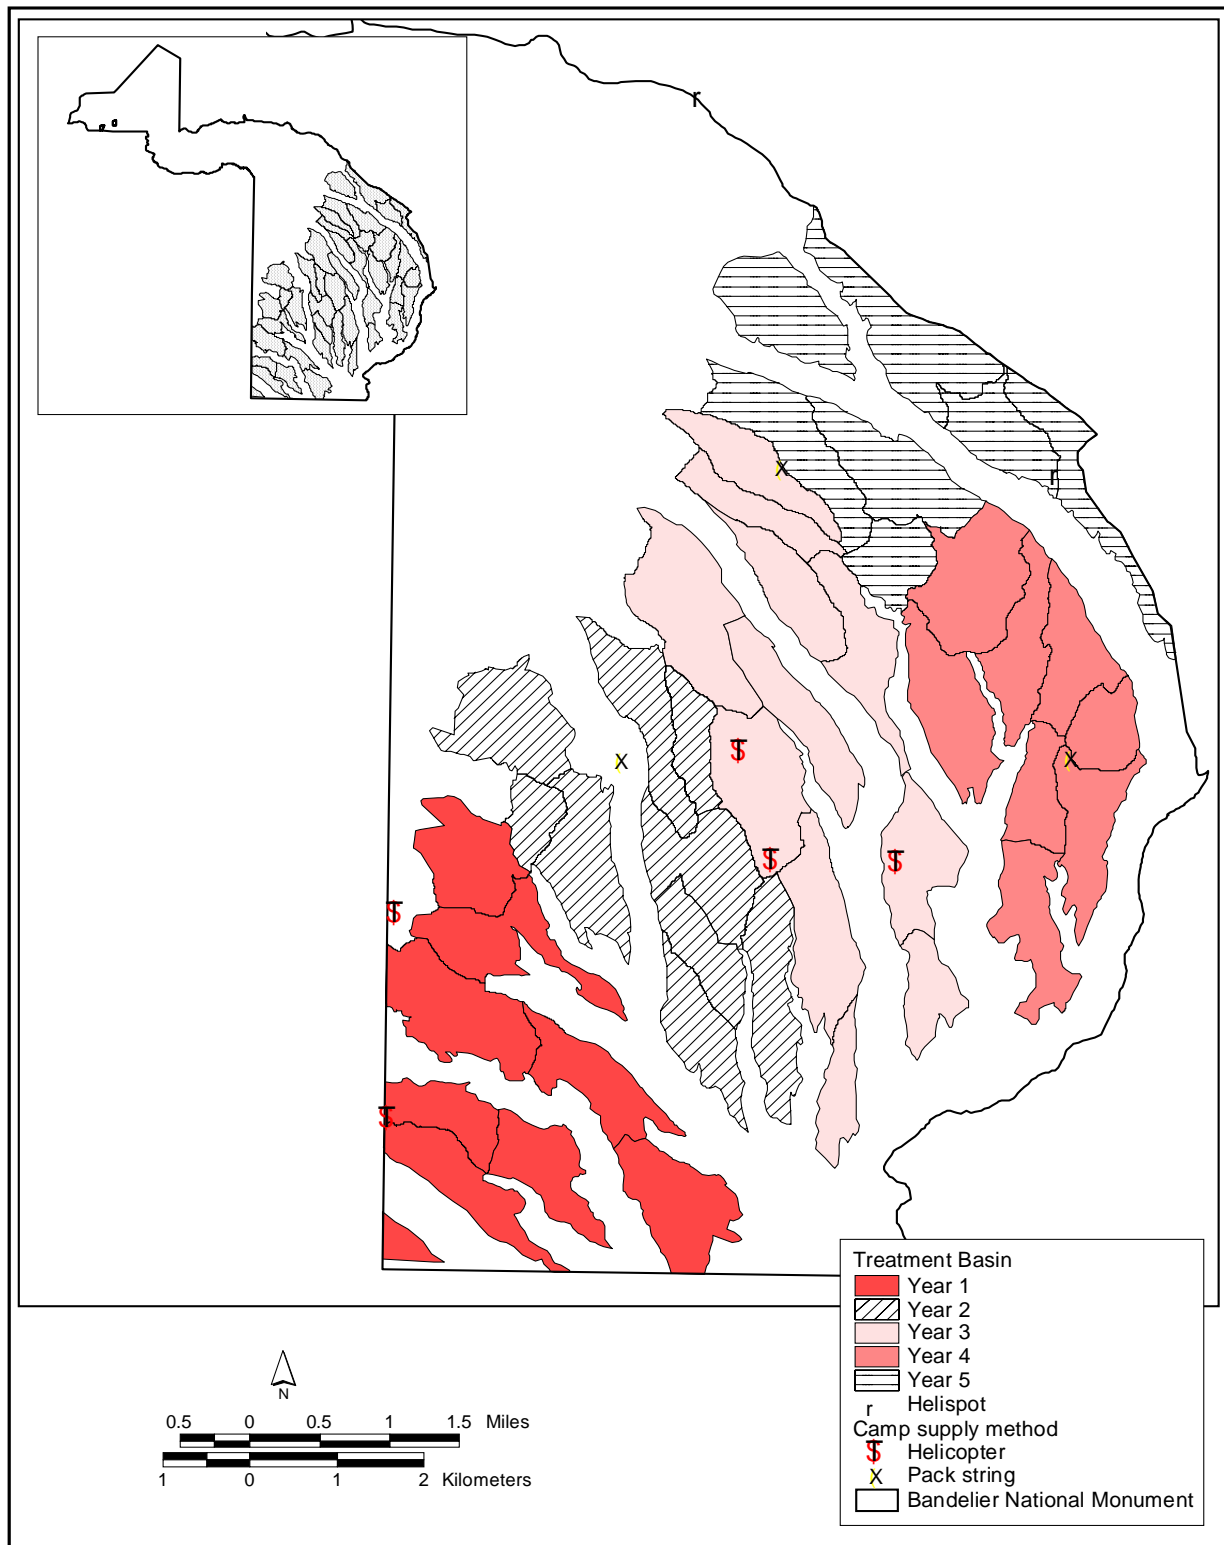 r
r
X
X
X
$
T
$
T
$
T
$
T
$
T
Treatment Basin
Year 1
Year 2
Year 3
Year 4
Year 5
r Helispot
Camp supply method
$
T Helicopter
X Pack string
Bandelier National Monument
N
0.5 0 0.5 1 1.5 Miles
1 0 1 2 Kilometers